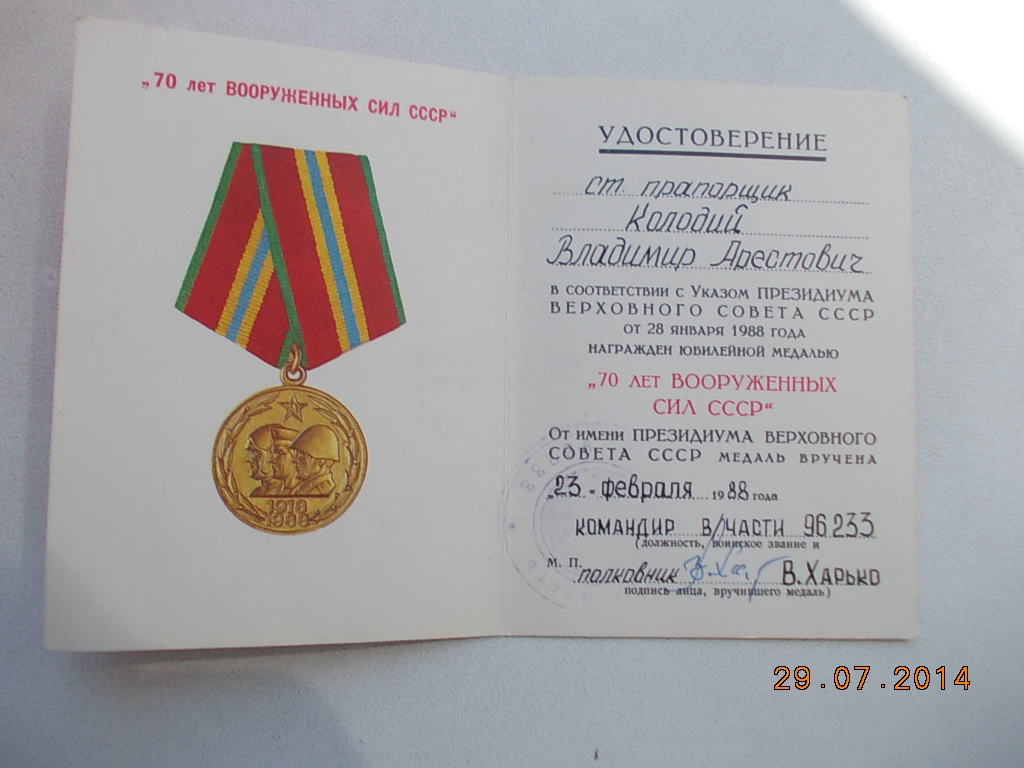 „70 лет ВООРУЖЕННЫХ СИЛ СССР“
1918
1988
УДОСТОВЕРЕНИЕ
ст. прапорщик
Колодий
Владимир Арестович
в соответствии с Указом ПРЕЗИДИУМА
ВЕРХОВНОГО СОВЕТА СССР
от 28 января 1988 года
награжден юбилейной медалью
„70 лет ВООРУЖЕННЫХ
СИЛ СССР“
От имени ПРЕЗИДИУМА ВЕРХОВНОГО
СОВЕТА СССР медаль вручена
„23 - февраля 1988 года
командир в/части 96233
(должность, воинское звание и
М. П. полковник В. Харько
подпись лица, вручившего медаль)
29.07.2014